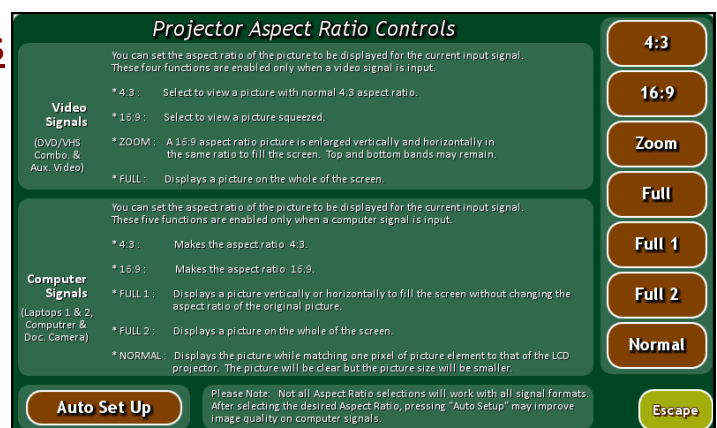 s
Projector Aspect Ratio Controls
Video
Signals
(DVD/VHS
Combo. &
Aux. Video)
You can set the aspect ratio of the picture to be displayed for the current input signal.
These four functions are enabled only when a video signal is input.
* 4:3 : Select to view a picture with normal 4:3 aspect ratio.
* 16:9 : Select to view a picture squeezed.
* ZOOM : A 16:9 aspect ratio picture is enlarged vertically and horizontally in
the same ratio to fill the screen. Top and bottom bands may remain.
* FULL : Displays a picture on the whole of the screen.
Computer
Signals
(Laptops 1 & 2,
Computrer &
Doc. Camera)
You can set the aspect ratio of the picture to be displayed for the current input signal.
These five functions are enabled only when a computer signal is input.
* 4:3 : Makes the aspect ratio 4:3.
* 16:9 : Makes the aspect ratio 16:9.
* FULL 1 : Displays a picture vertically or horizontally to fill the screen without changing the
aspect ratio of the original picture.
* FULL 2 : Displays a picture on the whole of the screen.
* NORMAL : Displays the picture while matching one pixel of picture element to that of the LCD
projector. The picture will be clear but the picture size will be smaller.
Auto Set Up
Please Note: Not all Aspect Ratio selections will work with all signal formats.
After selecting the desired Aspect Ratio, pressing "Auto Setup" may improve
image quality on computer signals.
4:3
16:9
Zoom
Full
Full 1
Full 2
Normal
Escape